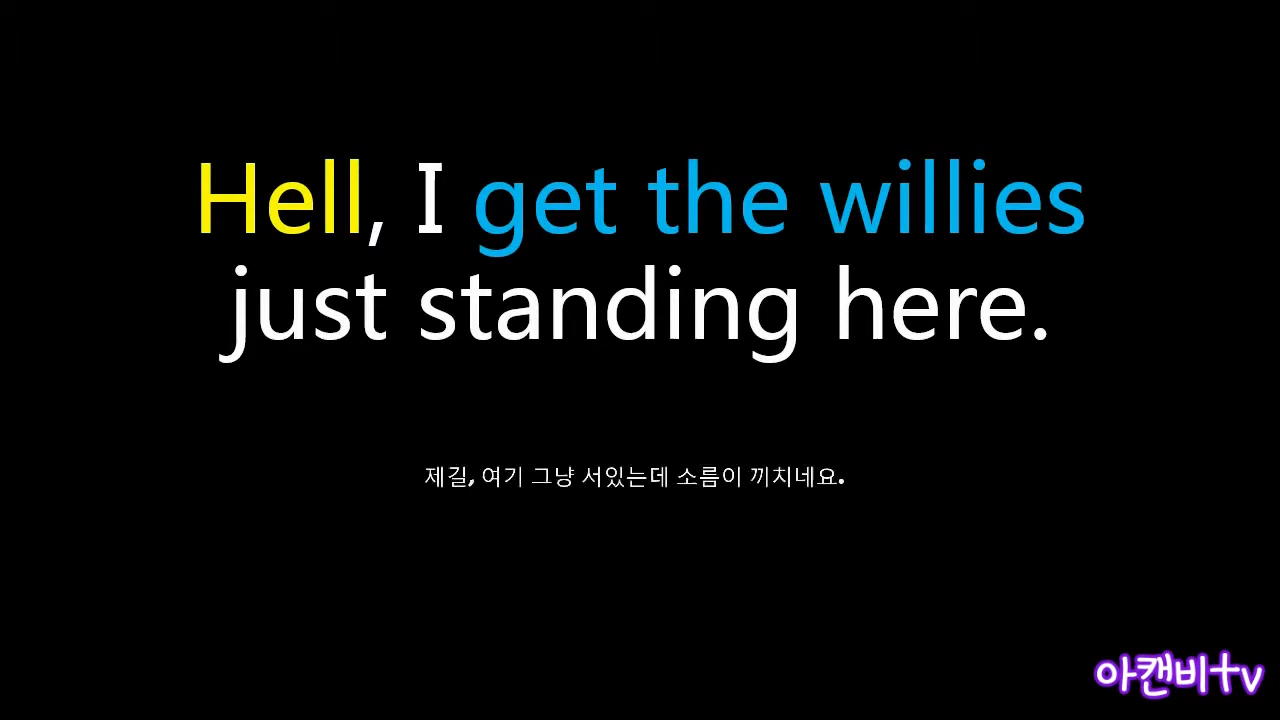 Hell, I get the willies
just standing here.
제길, 여기 그냥 서있는데 소름이 끼치네요.
아캔비tv